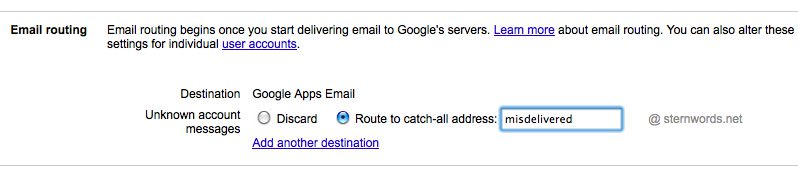 Email routing Email routing begins once you start delivering email to Google's servers. Learn more about email routing. You can also alter these
settings for individual user accounts.
Destination Google Apps Email
Unknown account messages Discard Route to catch-all address: misdelivered @ sternwords.net
Add another destination